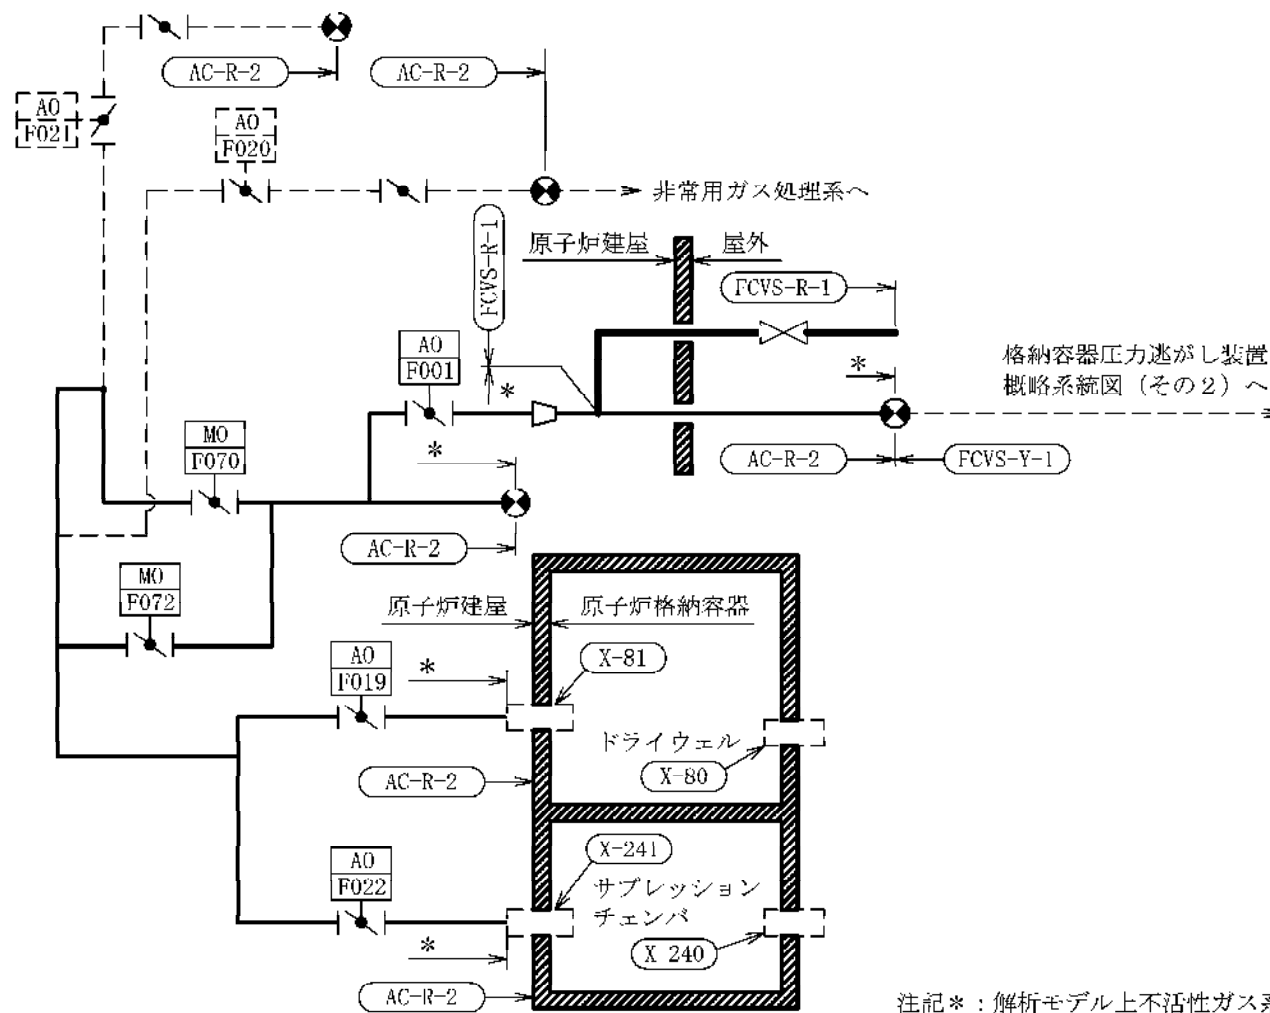 AC-R-2
AC-R-2
AO
F021
AO
F020
非常用ガス処理系へ
FCVS-R-1
原子炉建屋
屋外
FCVS-R-1
AO
F001
*
*
格納容器圧力逃がし装置
概略系統図（その２）へ
MO
F070
*
AC-R-2
FCVS-Y-1
AC-R-2
MO
F072
原子炉建屋
原子炉格納容器
AO
F019
*
X-81
ドライウェル
X-80
AC-R-2
X-241
AO
F022
サプレッション
チェンバ
*
X 240
AC-R-2
注記＊：解析モデル上不活性ガス系